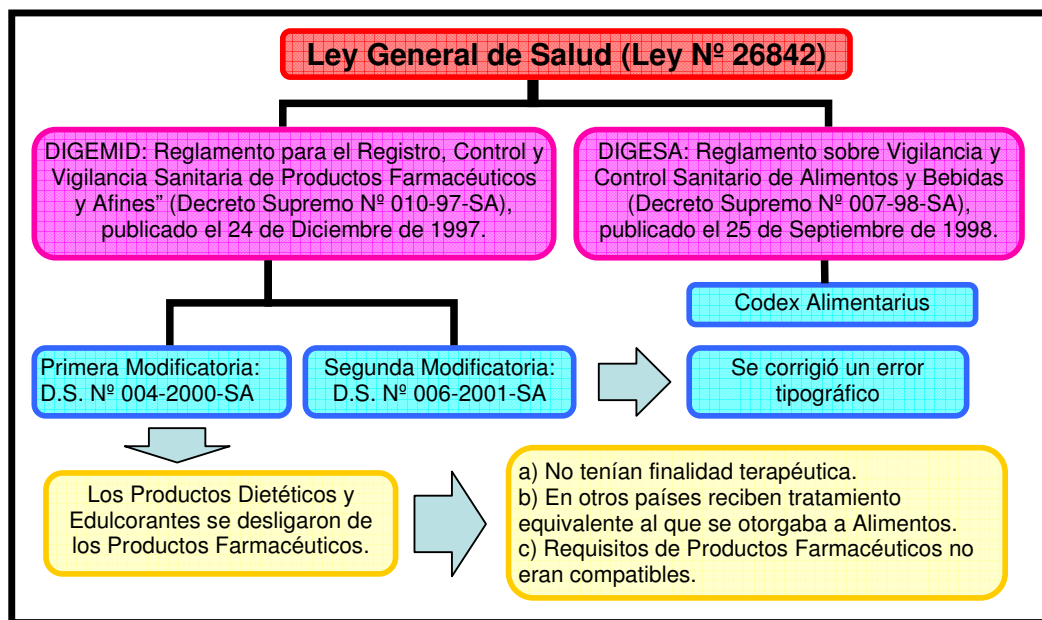 Ley General de Salud (Ley Nº 26842)
DIGEMID: Reglamento para el Registro, Control y
Vigilancia Sanitaria de Productos Farmacéuticos
y Afines” (Decreto Supremo Nº 010-97-SA),
publicado el 24 de Diciembre de 1997.
DIGESA: Reglamento sobre Vigilancia y
Control Sanitario de Alimentos y Bebidas
(Decreto Supremo Nº 007-98-SA),
publicado el 25 de Septiembre de 1998.
Codex Alimentarius
Primera Modificatoria:
D.S. Nº 004-2000-SA
Segunda Modificatoria:
D.S. Nº 006-2001-SA
Se corrigió un error
tipográfico
Los Productos Dietéticos y
Edulcorantes se desligaron de
los Productos Farmacéuticos.
a) No tenían finalidad terapéutica.
b) En otros países reciben tratamiento
equivalente al que se otorgaba a Alimentos.
c) Requisitos de Productos Farmacéuticos no
eran compatibles.